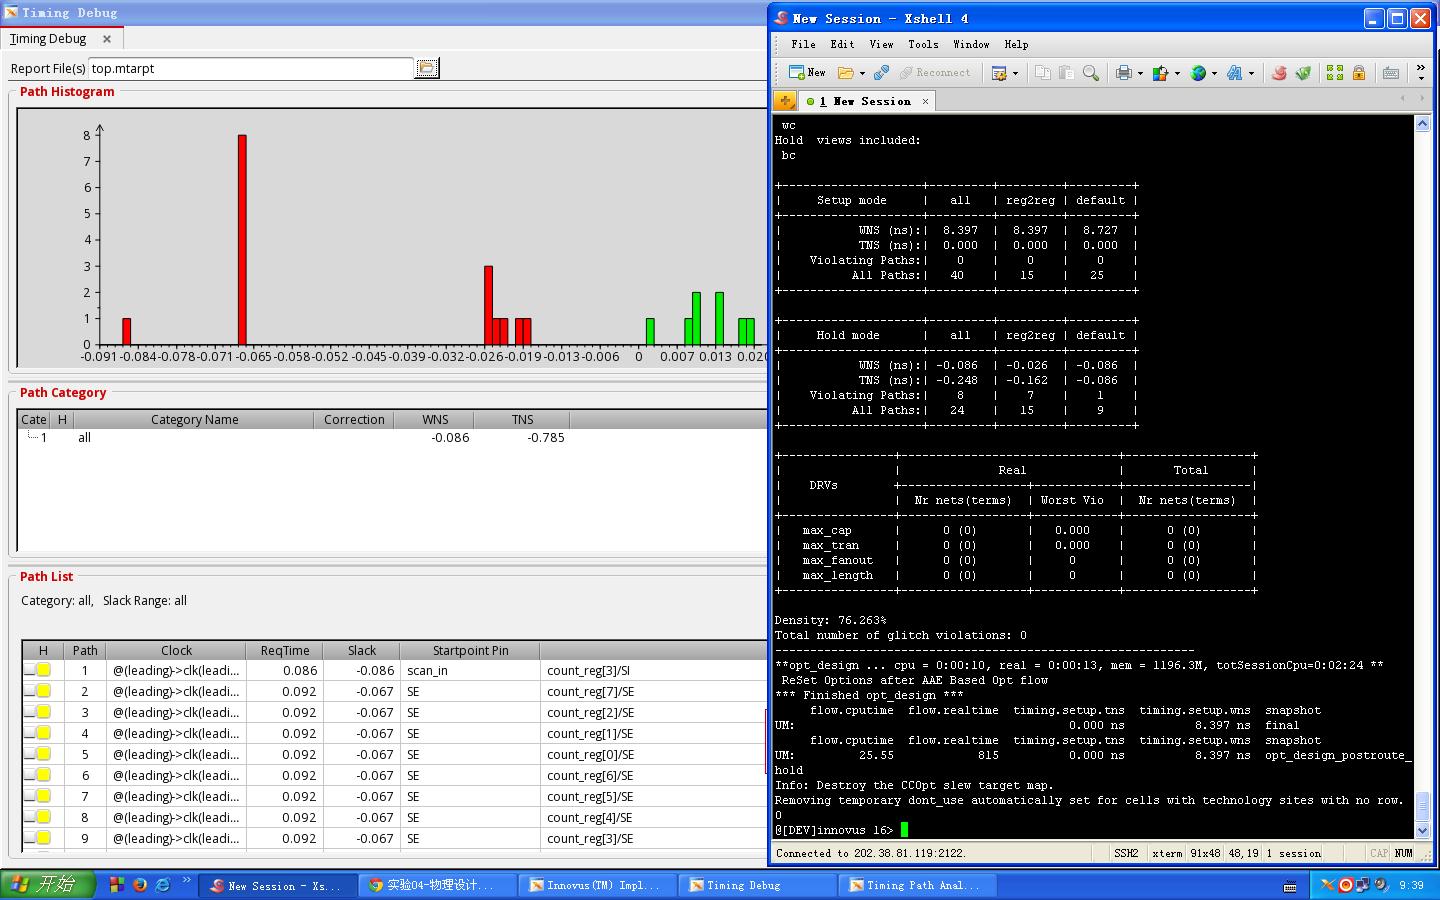 Timing Debug
Timing Debug
Report File(s) top.mtarpt
Path Histogram
8
7
6
5
4
3
2
1
0
-0.091 -0.084 -0.078 -0.071 -0.065 -0.058 -0.052 -0.045 -0.039 -0.032 -0.026 -0.019 -0.013 -0.006 0 0.007 0.013 0.020
Path Category
Cate H Category Name Correction WNS TNS
1 all -0.086 -0.785
Path List
Category: all, Slack Range: all
H Path Clock ReqTime Slack Startpoint Pin
1 @(leading)->clk(leadi... 0.086 -0.086 scan_in count_reg[3]/SI
2 @(leading)->clk(leadi... 0.092 -0.067 SE count_reg[7]/SE
3 @(leading)->clk(leadi... 0.092 -0.067 SE count_reg[2]/SE
4 @(leading)->clk(leadi... 0.092 -0.067 SE count_reg[1]/SE
5 @(leading)->clk(leadi... 0.092 -0.067 SE count_reg[0]/SE
6 @(leading)->clk(leadi... 0.092 -0.067 SE count_reg[6]/SE
7 @(leading)->clk(leadi... 0.092 -0.067 SE count_reg[5]/SE
8 @(leading)->clk(leadi... 0.092 -0.067 SE count_reg[4]/SE
9 @(leading)->clk(leadi... 0.092 -0.067 SE count_reg[3]/SE
New Session - Xshell 4
File Edit View Tools Window Help
New Reconnect
1 New Session
wc
Hold views included:
bc
Setup mode | all | reg2reg | default |
WNS (ns):| 8.397 | 8.397 | 8.727 |
TNS (ns):| 0.000 | 0.000 | 0.000 |
Violating Paths:| 0 | 0 | 0 |
All Paths:| 40 | 15 | 25 |
Hold mode | all | reg2reg | default |
WNS (ns):| -0.086 | -0.026 | -0.086 |
TNS (ns):| -0.248 | -0.162 | -0.086 |
Violating Paths:| 8 | 7 | 1 |
All Paths:| 24 | 15 | 9 |
| Real | Total |
DRVs
| Nr nets(terms) | Worst Vio | Nr nets(terms) |
max_cap | 0 (0) | 0.000 | 0 (0) |
max_tran | 0 (0) | 0.000 | 0 (0) |
max_fanout | 0 (0) | 0 | 0 (0) |
max_length | 0 (0) | 0 | 0 (0) |
Density: 76.263%
Total number of glitch violations: 0
**opt_design ... cpu = 0:00:10, real = 0:00:13, mem = 1196.3M, totSessionCpu=0:02:24 **
ReSet Options after AAE Based Opt flow
*** Finished opt_design ***
flow.cputime flow.realtime timing.setup.tns timing.setup.wns snapshot
UM: 0.000 ns 8.397 ns final
flow.cputime flow.realtime timing.setup.tns timing.setup.wns snapshot
UM: 25.55 815 0.000 ns 8.397 ns opt_design_postroute_
hold
Info: Destroy the CCOpt slew target map.
Removing temporary dont_use automatically set for cells with technology sites with no row.
0
@[DEV]innovus 16>
Connected to 202.38.81.119:2122. SSH2 xterm 91x48 48,19 1 session CAP NUM
开始 New Session - Xs... 实验04-物理设计... Innovus(TM) Impl... Timing Debug Timing Path Anal... 9:39